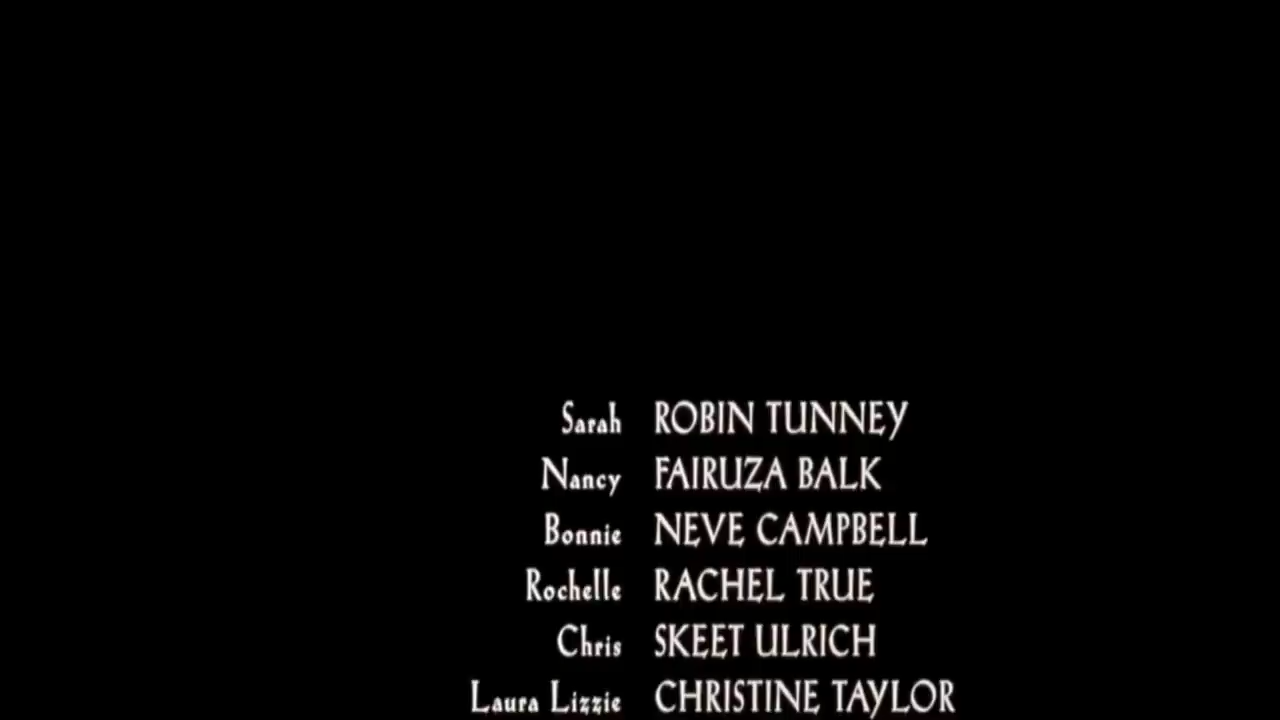 Sarah ROBIN TUNNEY
Nancy FAIRUZA BALK
Bonnie NEVE CAMPBELL
Rochelle RACHEL TRUE
Chris SKEET ULRICH
Laura Lizzie CHRISTINE TAYLOR